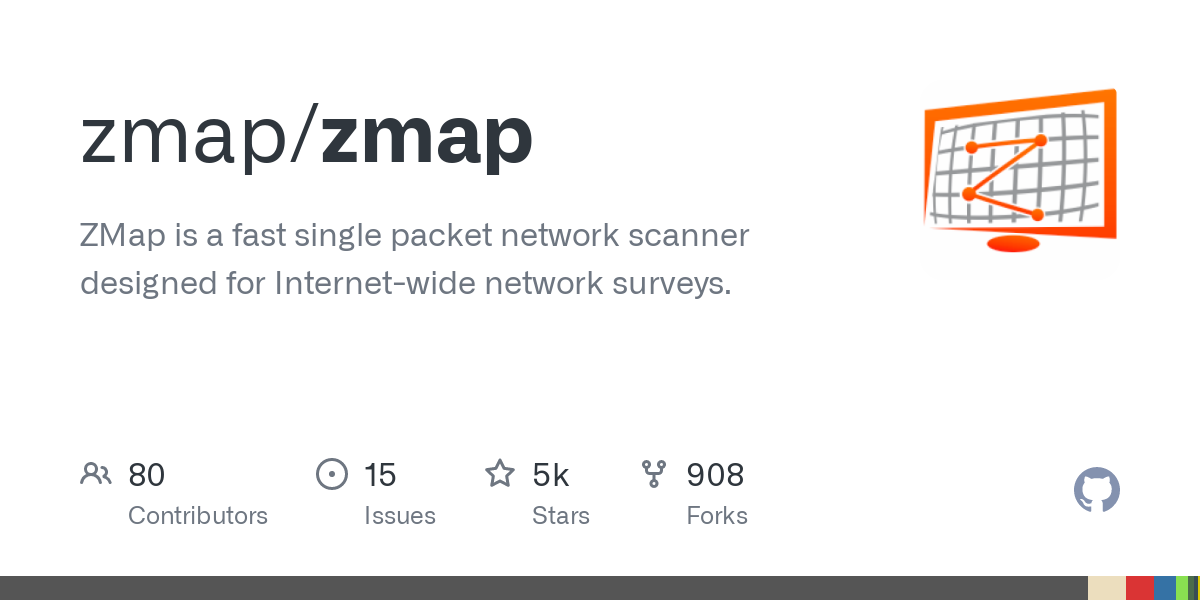 zmap/zmap
ZMap is a fast single packet network scanner
designed for Internet-wide network surveys.
80
Contributors
15
Issues
5k
Stars
908
Forks